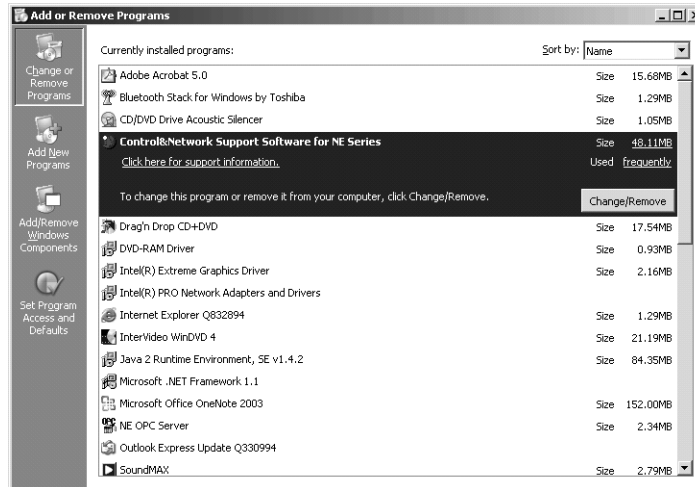 Add or Remove Programs
Change or
Remove
Programs
Add New
Programs
Add/Remove
Windows
Components
Set Program
Access and
Defaults
Currently installed programs: Sort by: Name
Adobe Acrobat 5.0 Size 15.68MB
Bluetooth Stack for Windows by Toshiba Size 1.29MB
CD/DVD Drive Acoustic Silencer Size 1.05MB
Control&Network Support Software for NE Series Size 48.11MB
Click here for support information. Used frequently
To change this program or remove it from your computer, click Change/Remove. Change/Remove
Drag'n Drop CD+DVD Size 17.54MB
DVD-RAM Driver Size 0.93MB
Intel(R) Extreme Graphics Driver Size 2.16MB
Intel(R) PRO Network Adapters and Drivers
Internet Explorer Q832894 Size 1.29MB
InterVideo WinDVD 4 Size 21.19MB
Java 2 Runtime Environment, SE v1.4.2 Size 84.35MB
Microsoft .NET Framework 1.1
Microsoft Office OneNote 2003 Size 152.00MB
OPC NE OPC Server Size 2.34MB
Outlook Express Update Q330994
SoundMAX Size 2.79MB